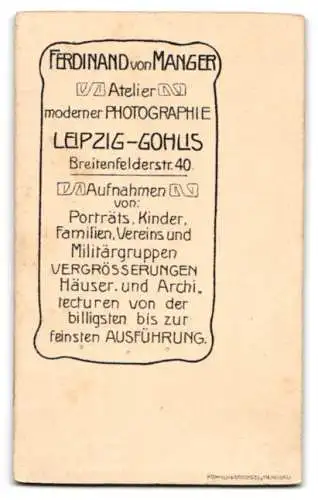 FERDINAND von MANGER
Atelier
moderner PHOTOGRAPHIE
LEIPZIG-GOHLIS
Breitenfelderstr. 40.
Aufnahmen
von:
Porträts, Kinder,
Familien, Vereins und
Militärgruppen
VERGRÖSSERUNGEN
Häuser. und Archi„
tecturen von der
billigsten bis zur
feinsten AUSFÜHRUNG.